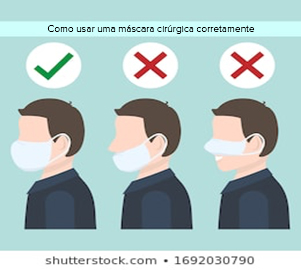 Como usar uma máscara cirúrgica corretamente
shutterstock.com • 1692030790